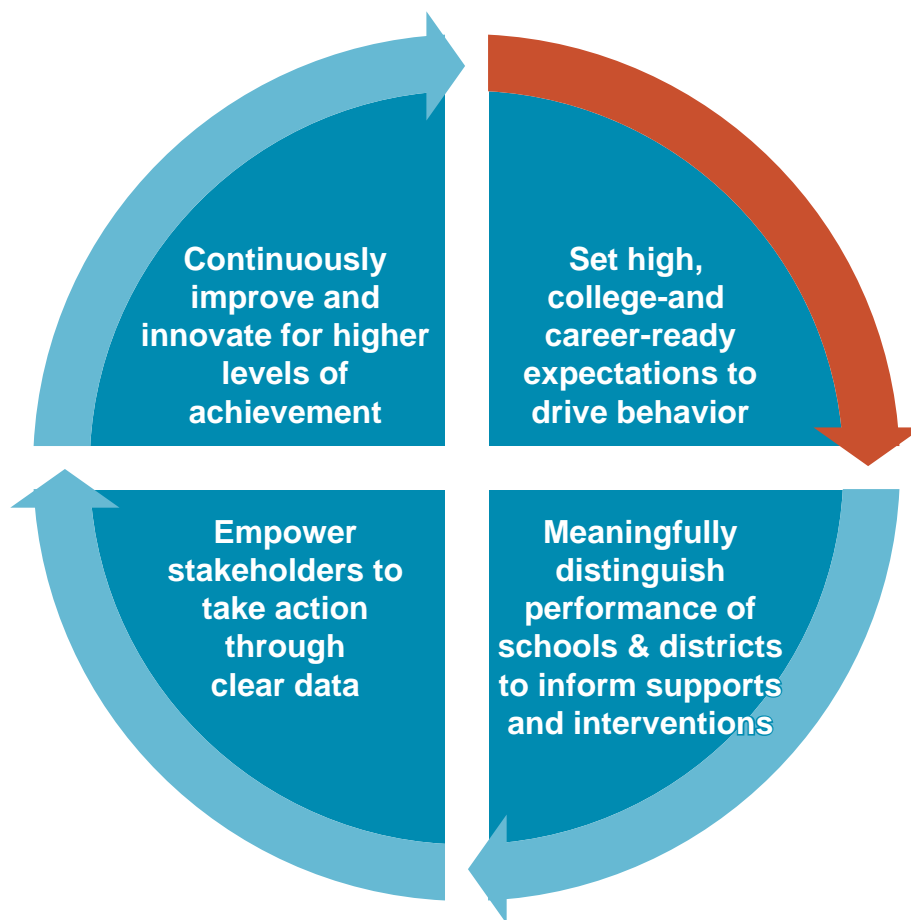 Continuously
improve and
innovate for higher
levels of
achievement
Set high,
college-and
career-ready
expectations to
drive behavior
Empower
stakeholders to
take action
through
clear data
Meaningfully
distinguish
performance of
schools & districts
to inform supports
and interventions